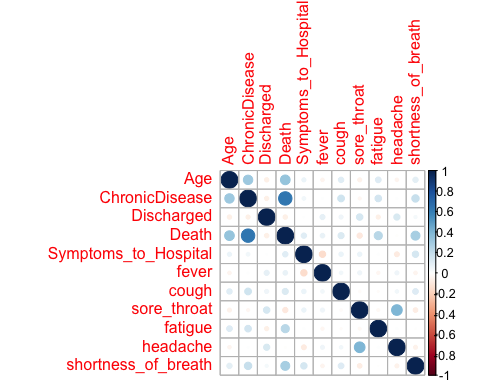 Age
ChronicDisease
Discharged
Death
Symptoms_to_Hospital
fever
cough
sore_throat
fatigue
headache
shortness_of_breath
Age
ChronicDisease
Discharged
Death
Symptoms_to_Hospital
fever
cough
sore_throat
fatigue
headache
shortness_of_breath
1
0.8
0.6
0.4
0.2
0
-0.2
-0.4
-0.6
-0.8
-1